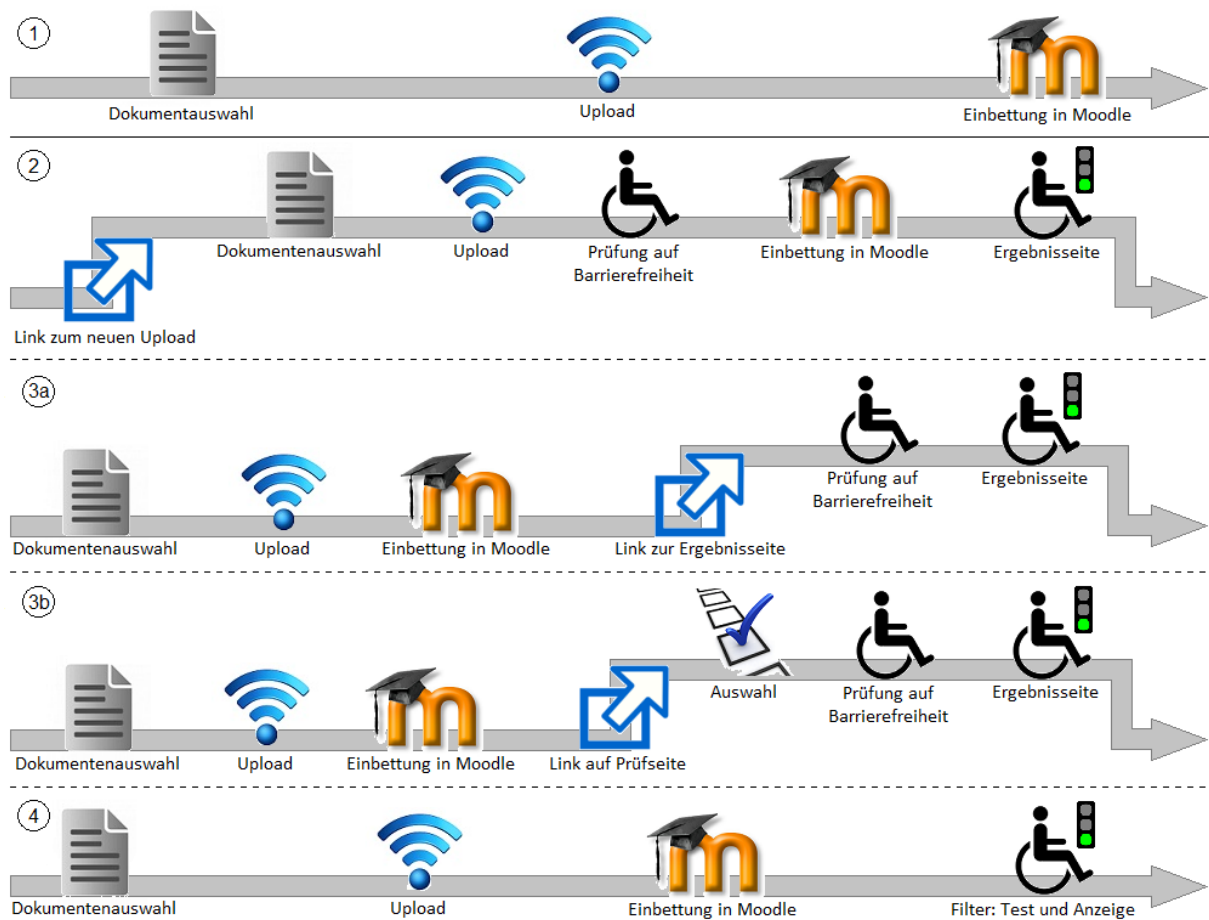 1
Dokumentauswahl
Upload
Einbettung in Moodle
2
Dokumentenauswahl
Upload
Prüfung auf
Barrierefreiheit
Einbettung in Moodle
Ergebnisseite
Link zum neuen Upload
3a
Prüfung auf
Barrierefreiheit
Ergebnisseite
Dokumentenauswahl
Upload
Einbettung in Moodle
Link zur Ergebnisseite
3b
Auswahl
Prüfung auf
Barrierefreiheit
Ergebnisseite
Dokumentenauswahl
Upload
Einbettung in Moodle
Link auf Prüfseite
4
Dokumentenauswahl
Upload
Einbettung in Moodle
Filter: Test und Anzeige